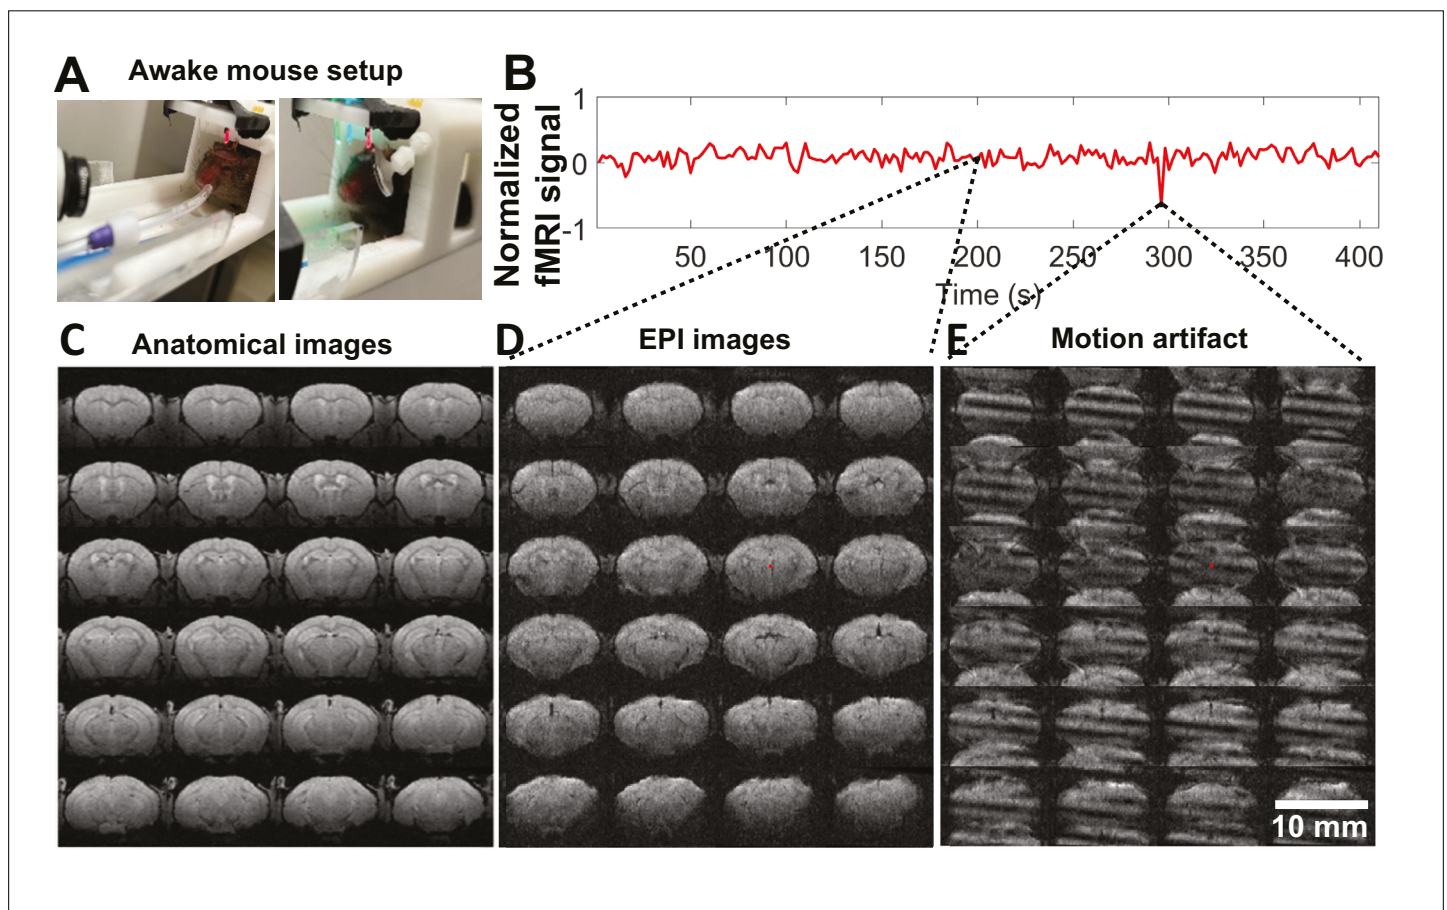 A
Awake mouse setup
B
Normalized
fMRI signal
1
0
-1
50
100
150
200
250
300
350
400
Time (s)
C
Anatomical images
D
EPI images
E
Motion artifact
10 mm